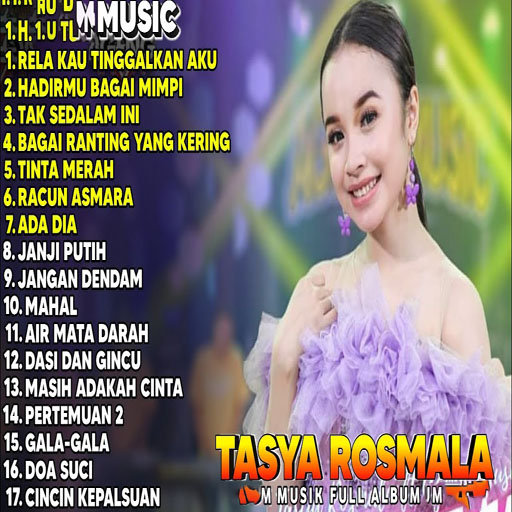 M MUSIC
1. RELA KAU TINGGALKAN AKU
2. HADIRMU BAGAI MIMPI
3. TAK SEDALAM INI
4. BAGAI RANTING YANG KERING
5. TINTA MERAH
6. RACUN ASMARA
7. ADA DIA
8. JANJI PUTIH
9. JANGAN DENDAM
10. MAHAL
11. AIR MATA DARAH
12. DASI DAN GINCU
13. MASIH ADAKAH CINTA
14. PERTEMUAN 2
15. GALA-GALA
16. DOA SUCI
17. CINCIN KEPALSUAN
TASYA ROSMALA
M MUSIK FULL ALBUM